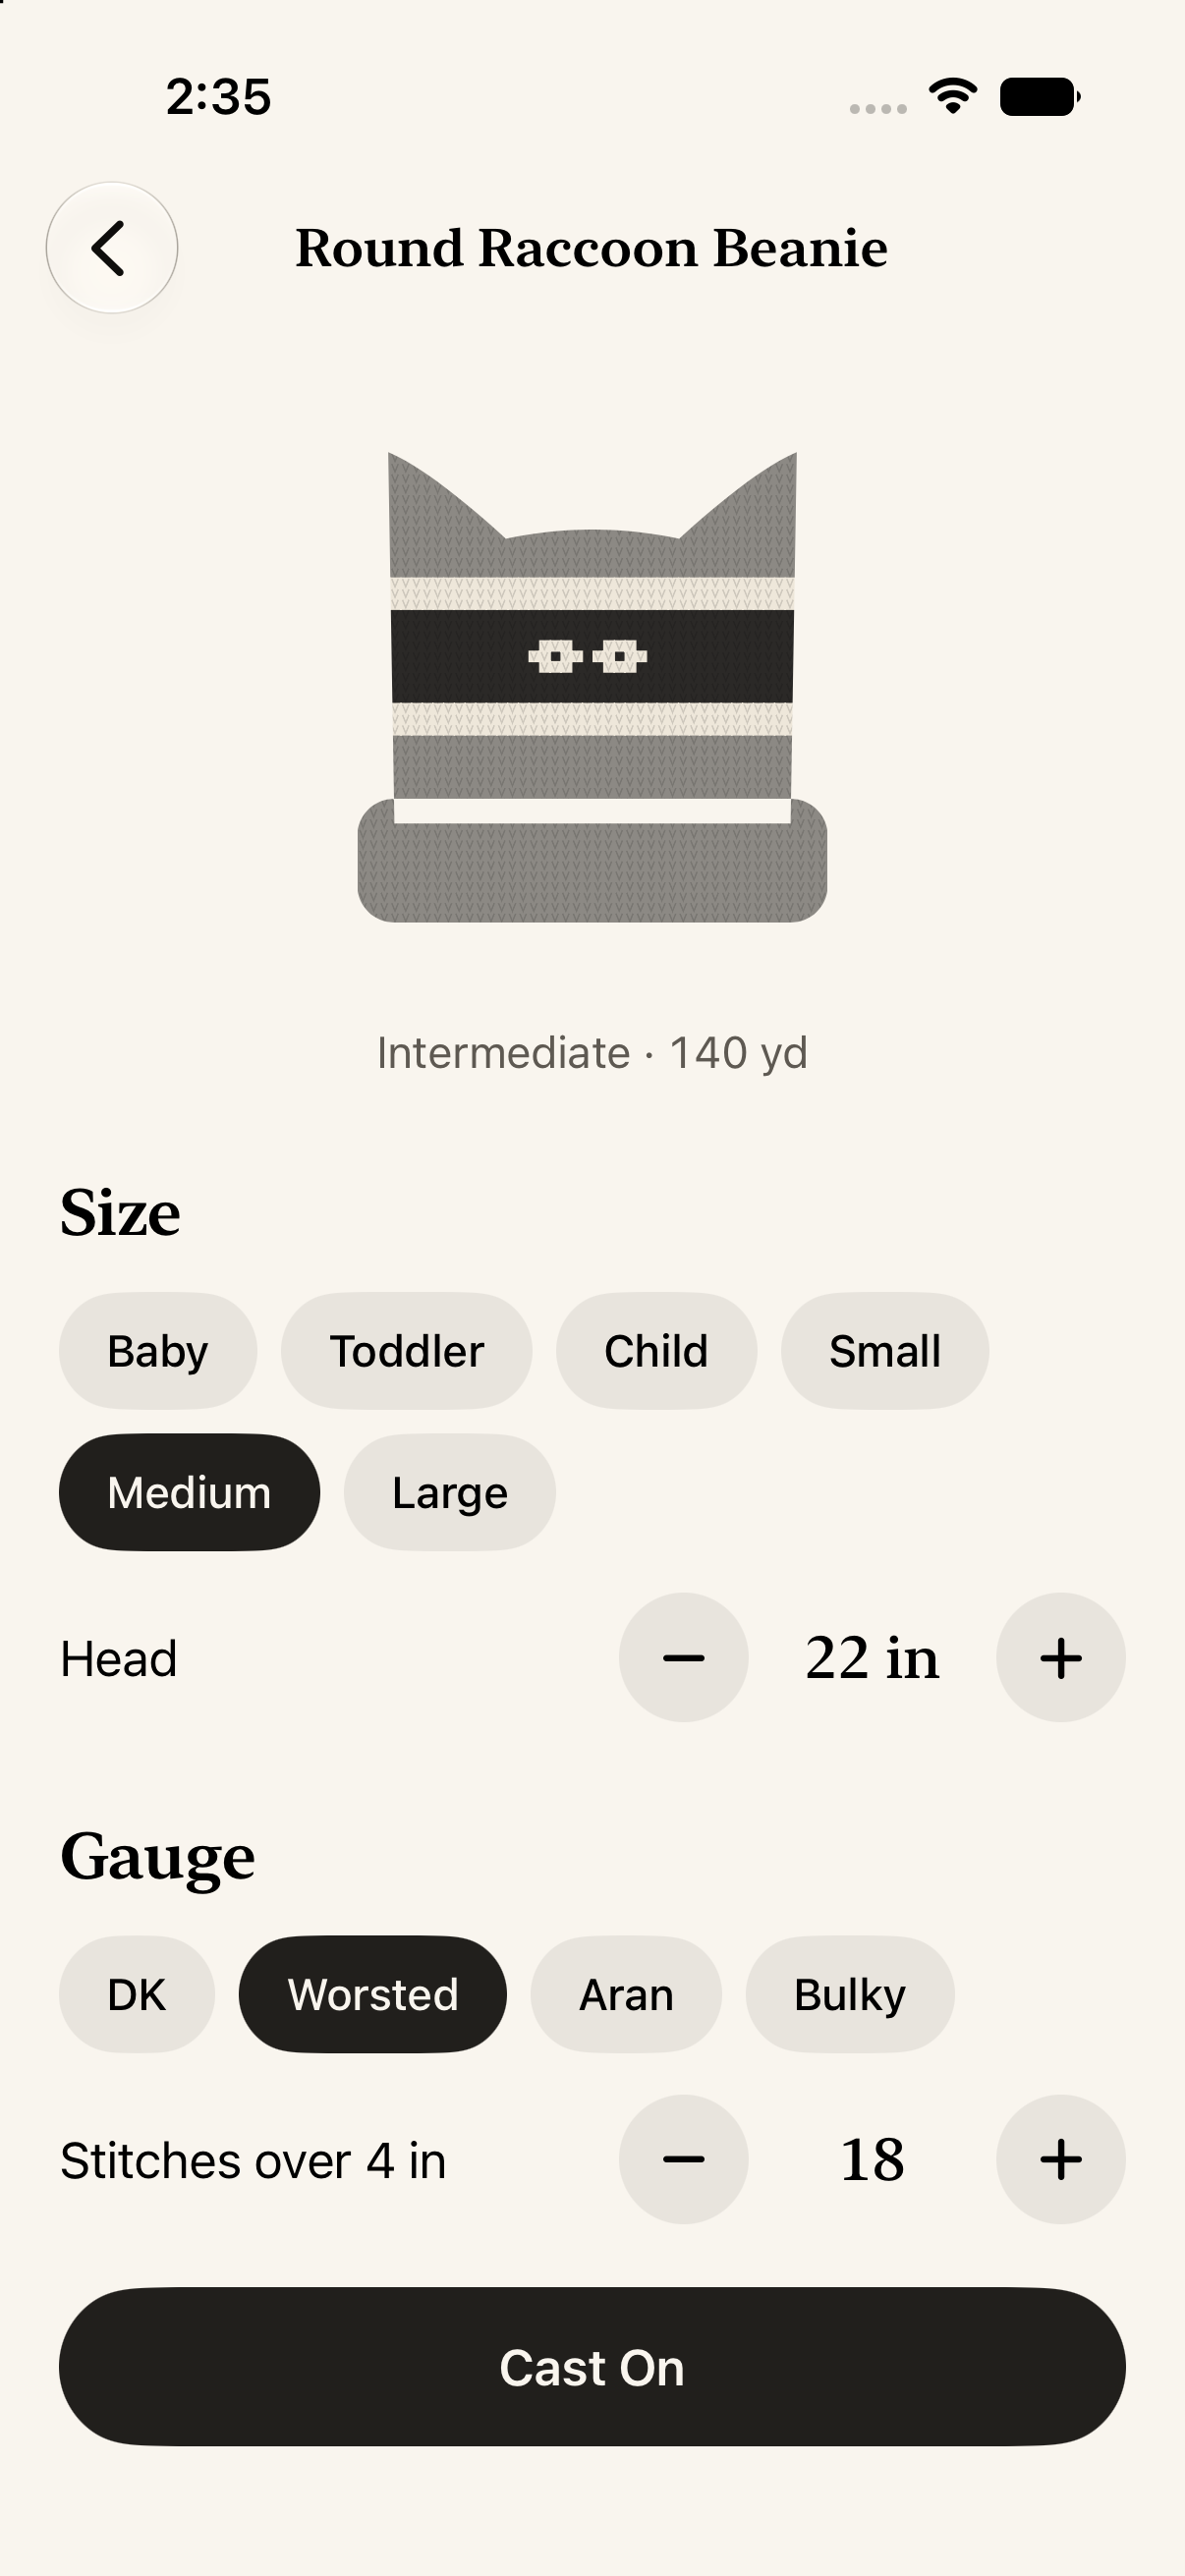 2:35
Round Raccoon Beanie
Intermediate · 140 yd
Size
Baby Toddler Child Small
Medium Large
Head 22 in
Gauge
DK Worsted Aran Bulky
Stitches over 4 in 18
Cast On